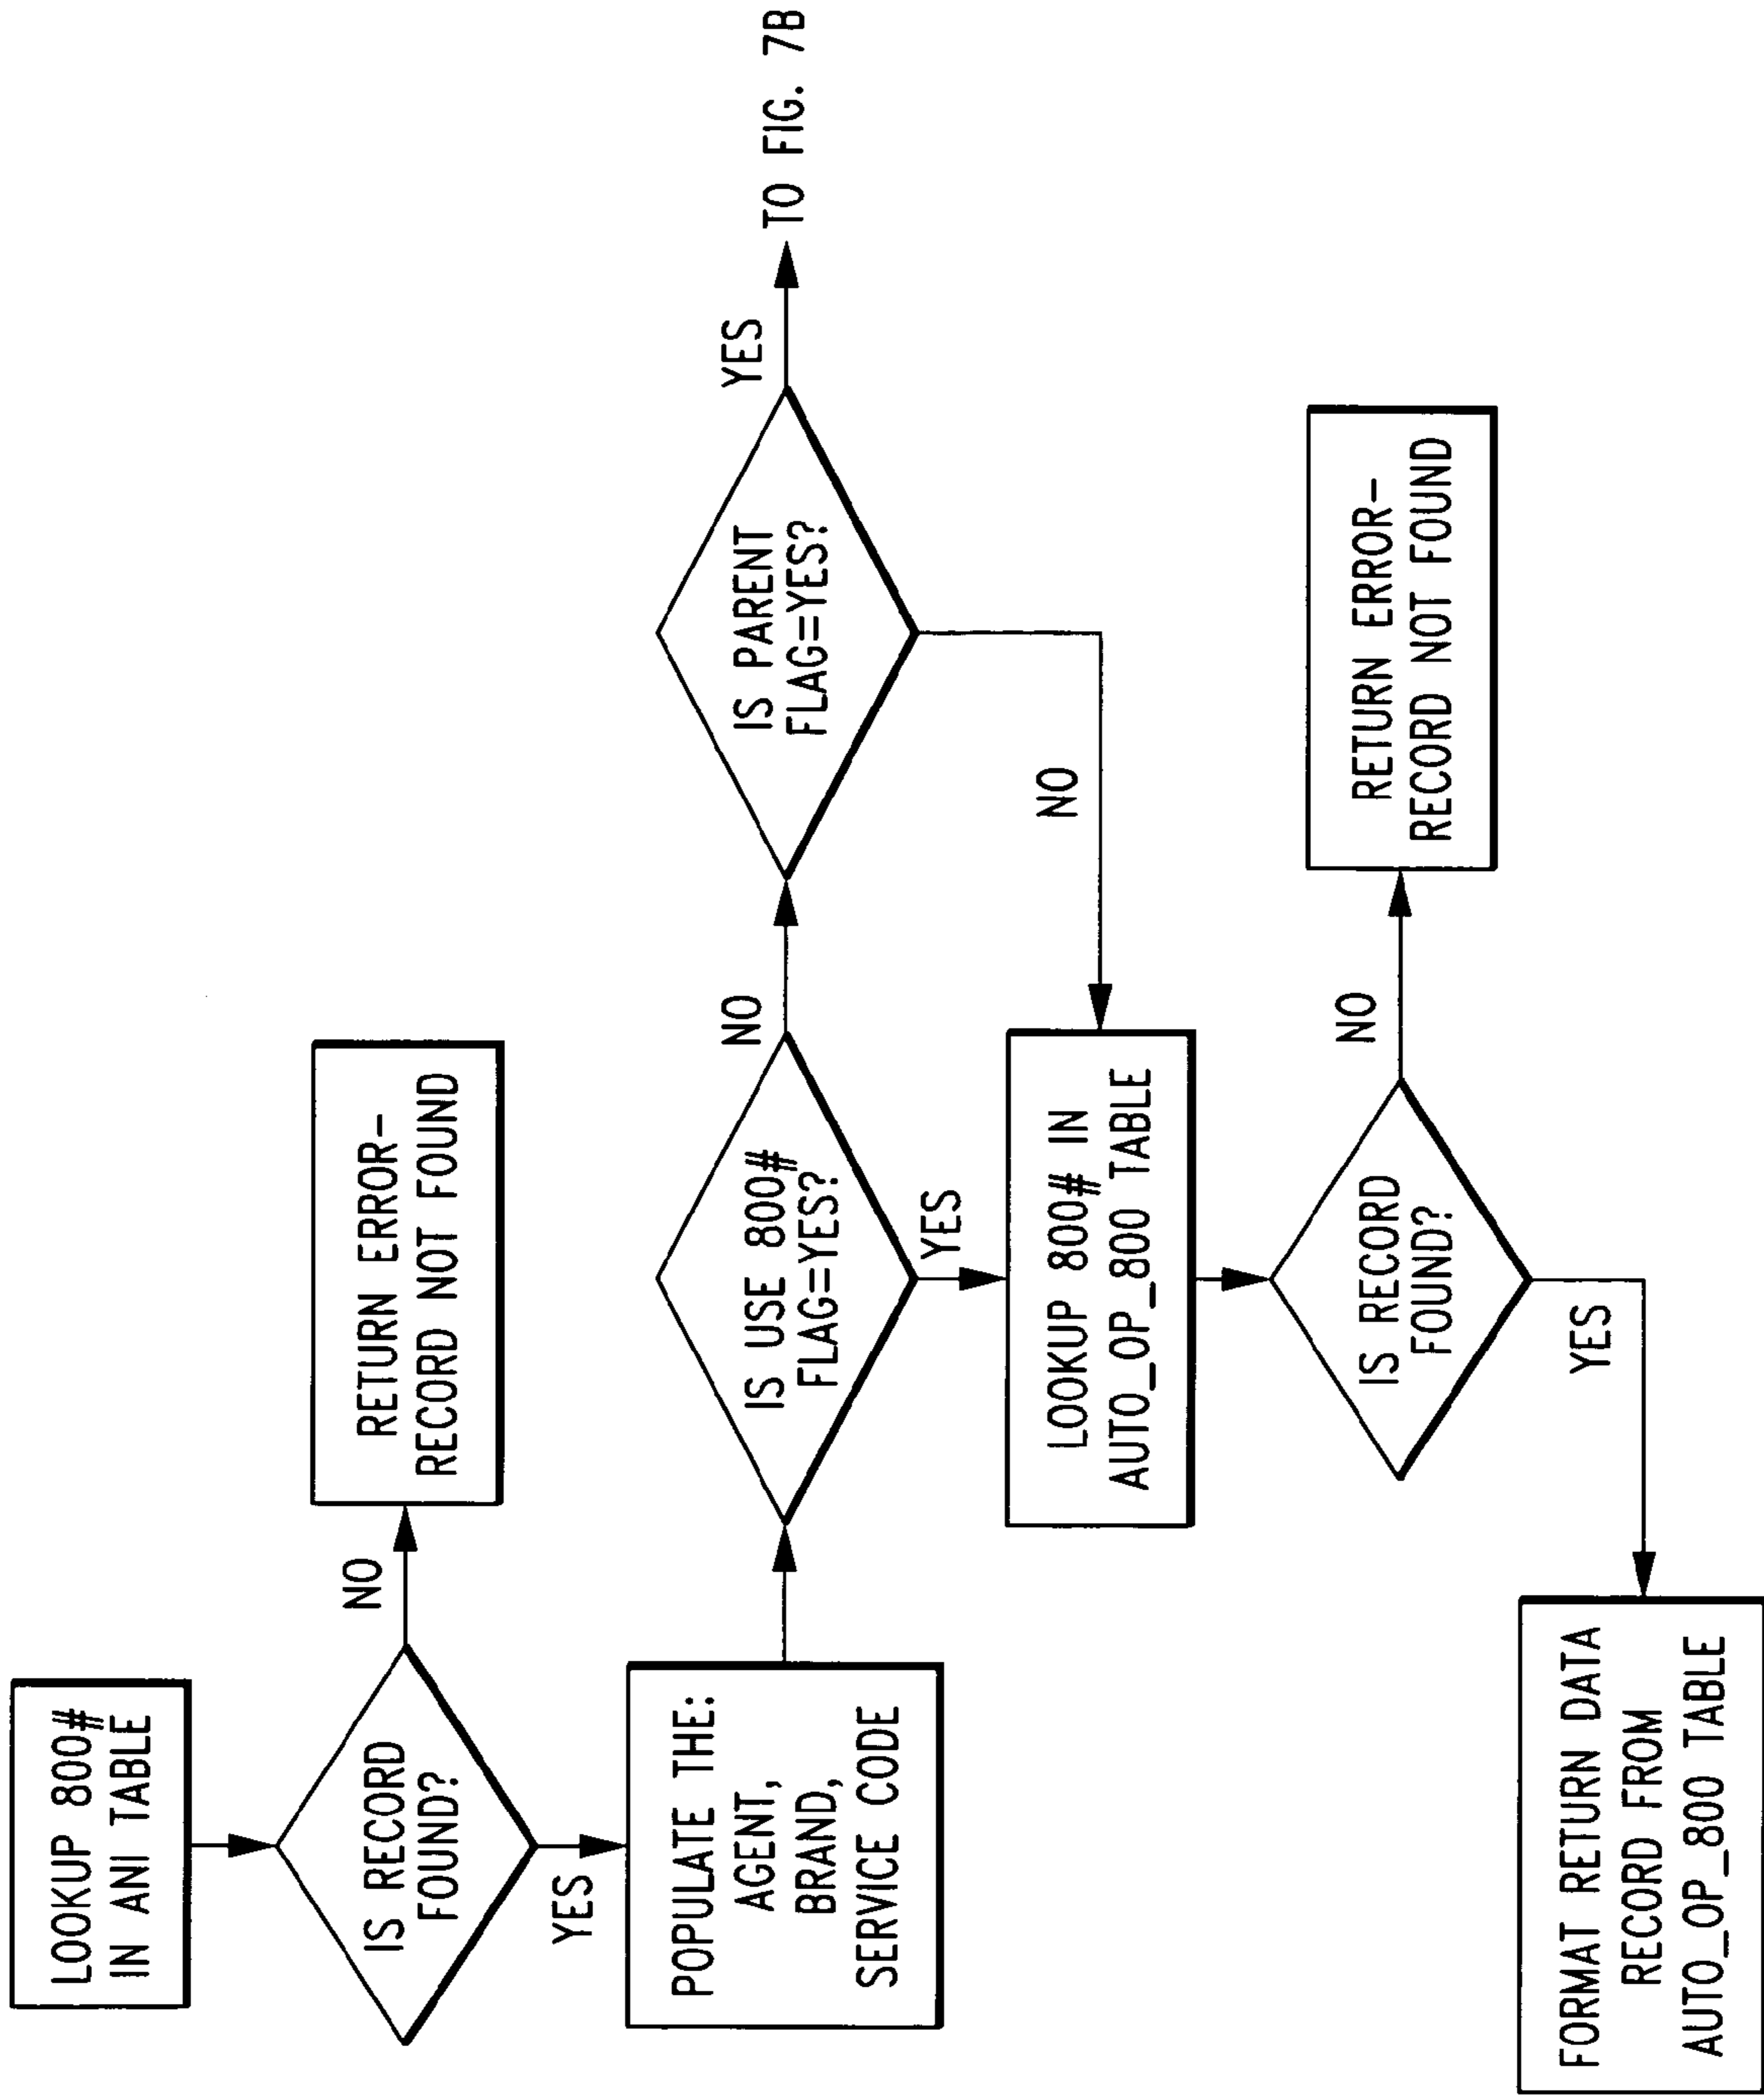 LOOKUP 800#
IN ANI TABLE
IS RECORD
FOUND?
NO
RETURN ERROR-
RECORD NOT FOUND
YES
POPULATE THE:
AGENT,
BRAND,
SERVICE CODE
IS USE 800#
FLAG=YES?
NO
IS PARENT
FLAG=YES?
YES
TO FIG. 7B
YES
NO
LOOKUP 800# IN
AUTO_OP_800 TABLE
IS RECORD
FOUND?
NO
RETURN ERROR-
RECORD NOT FOUND
YES
FORMAT RETURN DATA
RECORD FROM
AUTO_OP_800 TABLE